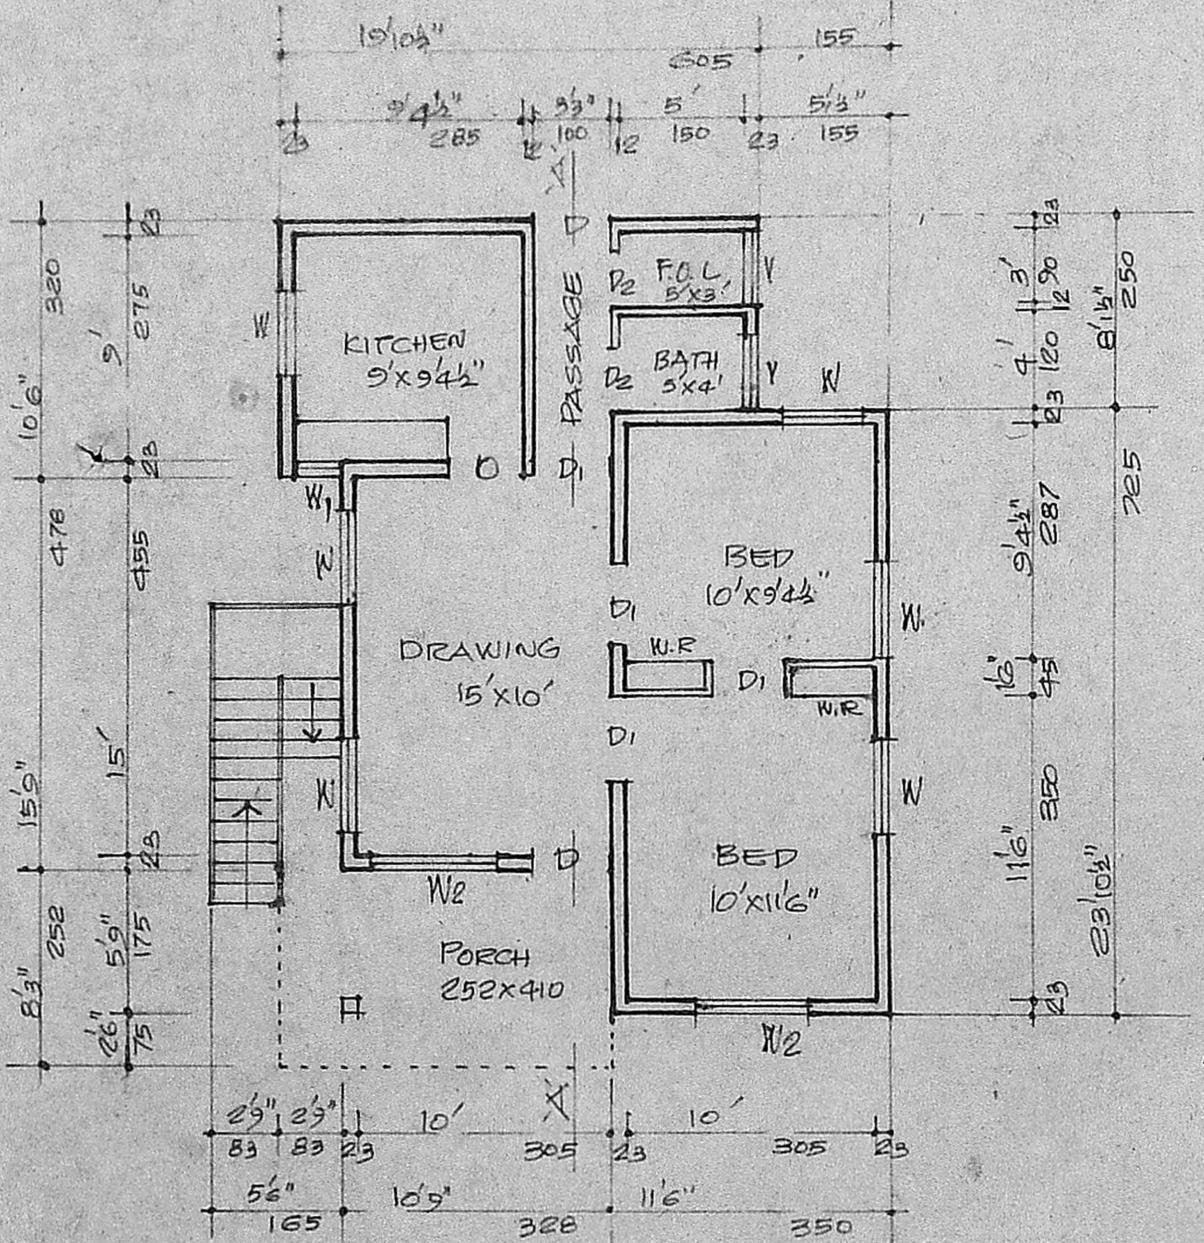 19'10½" 155
605
9'4½" 3'3" 5' 5'1½"
23 285 12 100 12 150 23 155
A
320
275
23
9'
10'6"
23
478
455
15'
15'9"
23
252
5'9"
175
8'3"
2'6"
75
D
F.O.L
5'X3'
D2
V
KITCHEN
9'X9'4½"
W
PASSAGE
BATH
5'X4'
D2
V
W
D
D1
W1
W
BED
10'X9'4½"
D1
W.
W.R
D1
W.R
DRAWING
15'X10'
D1
W
W
D
W2
BED
10'X11'6"
PORCH
252X410
W2
A
23
3'
90
12
4'
120
23
8'1½"
250
725
9'4½"
287
1'6"
45
350
11'6"
23'10½"
23
2'9" 2'9" 10' 10'
83 83 23 305 23 305 23
5'6" 10'9" 11'6"
165 328 350